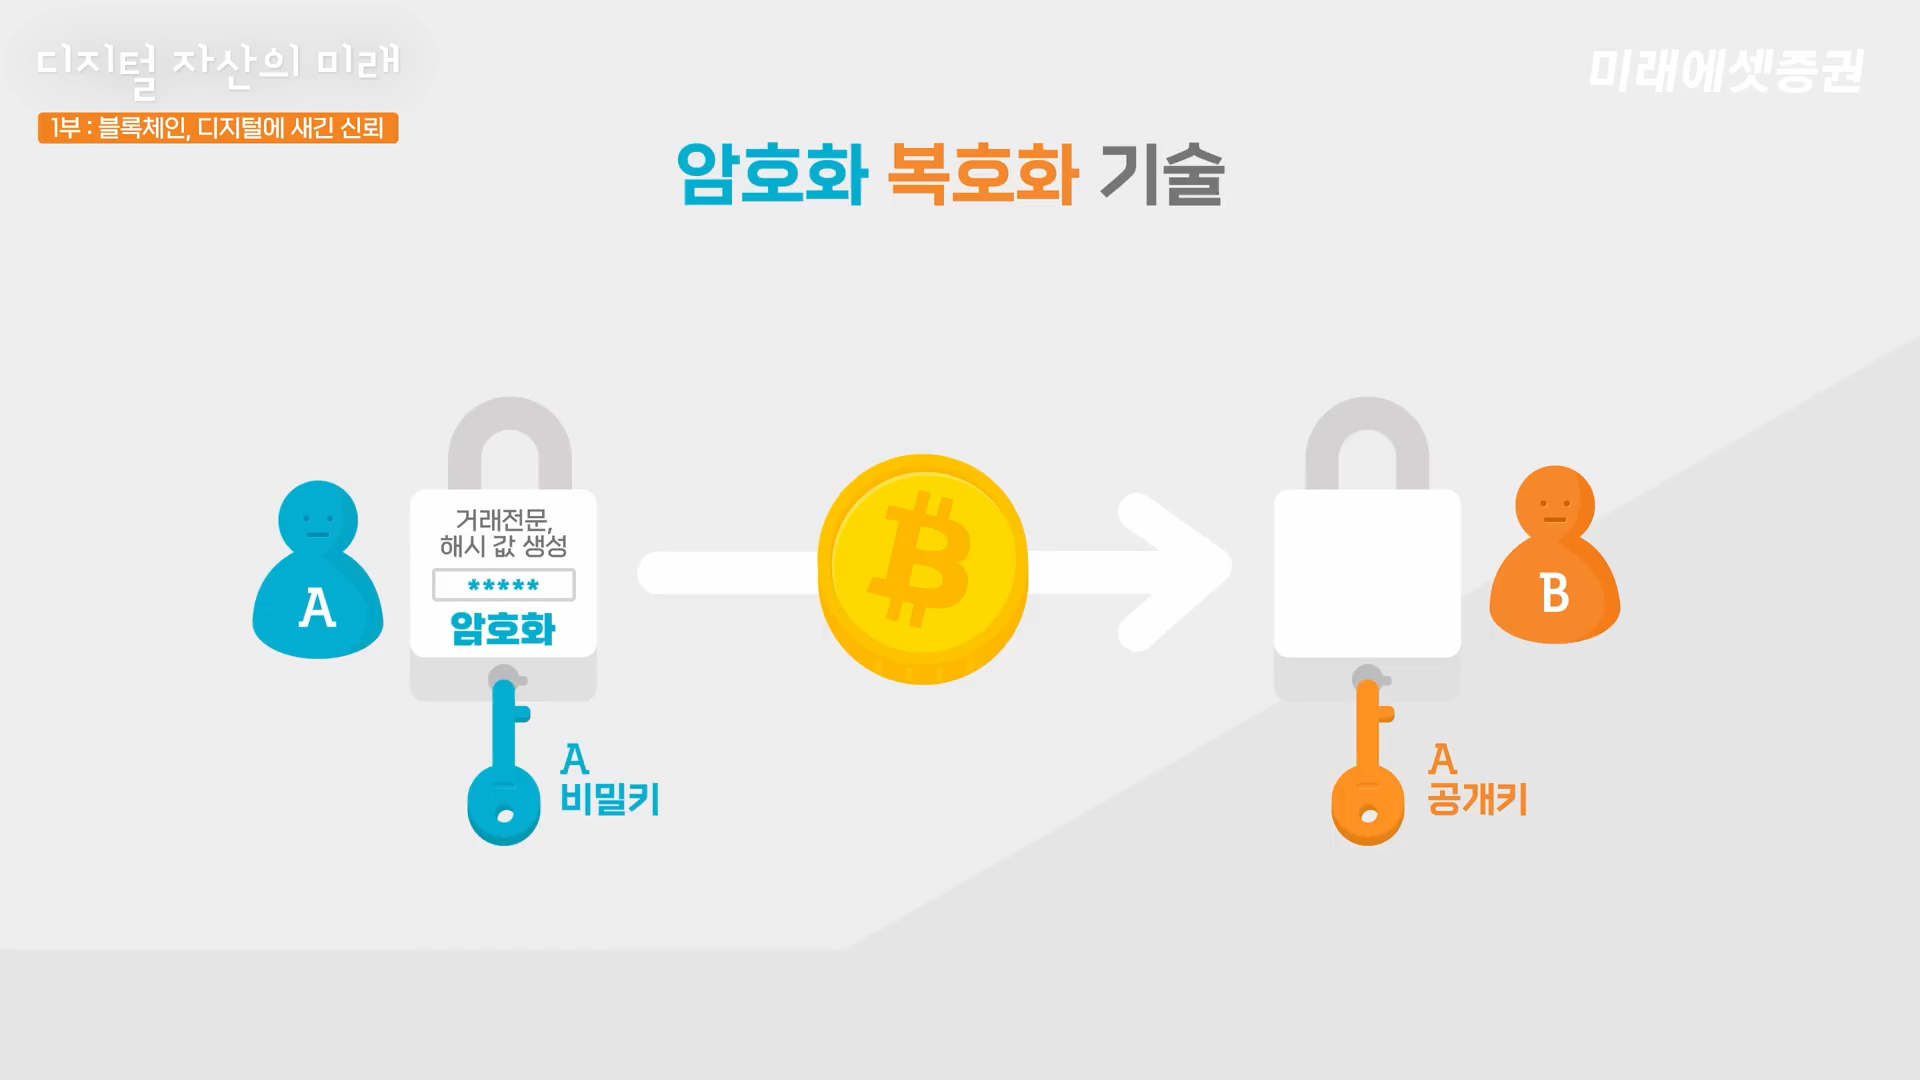 디지털 자산의 미래
미래에셋증권
1부 : 블록체인, 디지털에 새긴 신뢰
암호화 복호화 기술
거래전문,
해시 값 생성
*****
암호화
A
B
A
비밀키
A
공개키